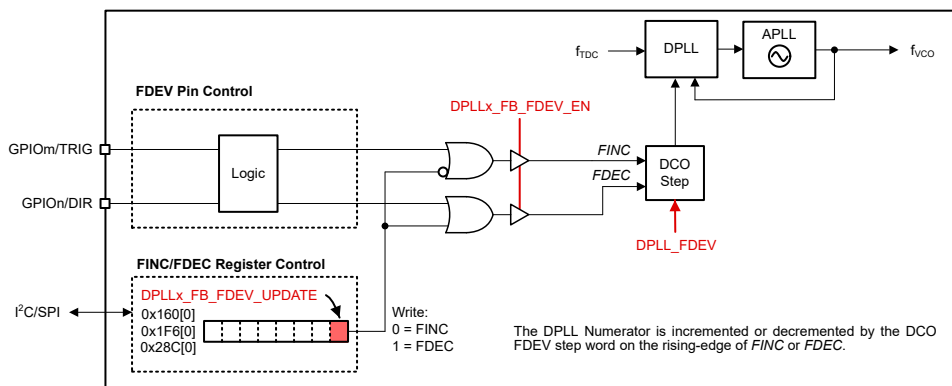 f_TDC
DPLL
APLL
f_VCO
FDEV Pin Control
DPLLx_FB_FDEV_EN
GPIOm/TRIG
Logic
FINC
DCO
Step
FDEC
GPIOn/DIR
DPLL_FDEV
FINC/FDEC Register Control
DPLLx_FB_FDEV_UPDATE
I²C/SPI
0x160[0]
0x1F6[0]
0x28C[0]
Write:
0 = FINC
1 = FDEC
The DPLL Numerator is incremented or decremented by the DCO
FDEV step word on the rising-edge of FINC or FDEC.